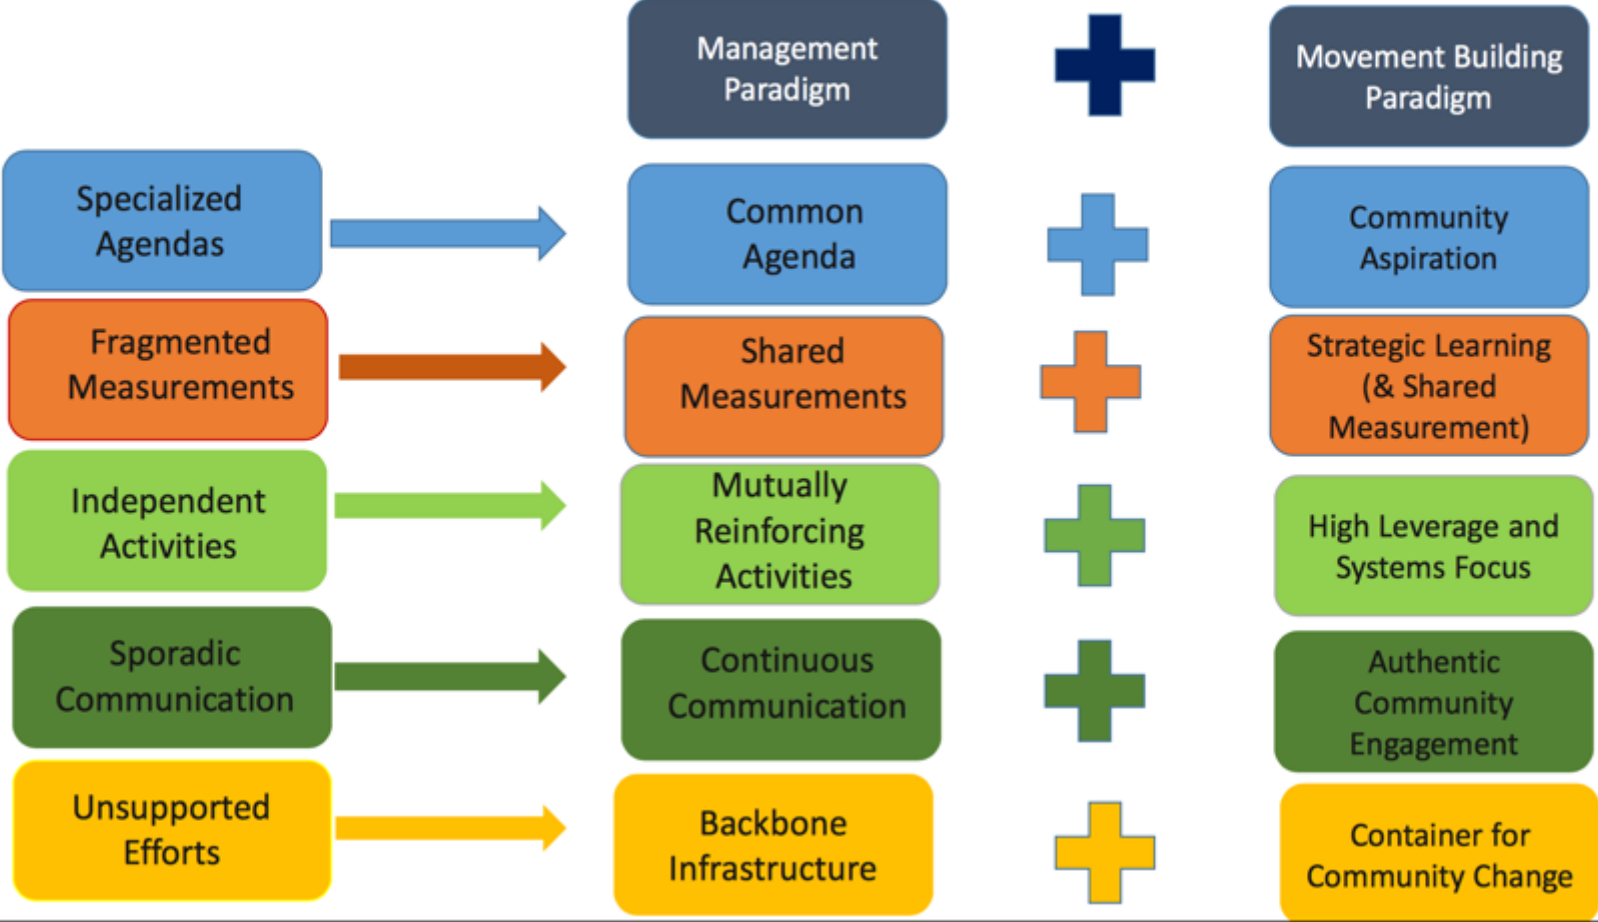 Management
Paradigm
Movement Building
Paradigm
Specialized
Agendas
Common
Agenda
Community
Aspiration
Fragmented
Measurements
Shared
Measurements
Strategic Learning
(& Shared
Measurement)
Independent
Activities
Mutually
Reinforcing
Activities
High Leverage and
Systems Focus
Sporadic
Communication
Continuous
Communication
Authentic
Community
Engagement
Unsupported
Efforts
Backbone
Infrastructure
Container for
Community Change